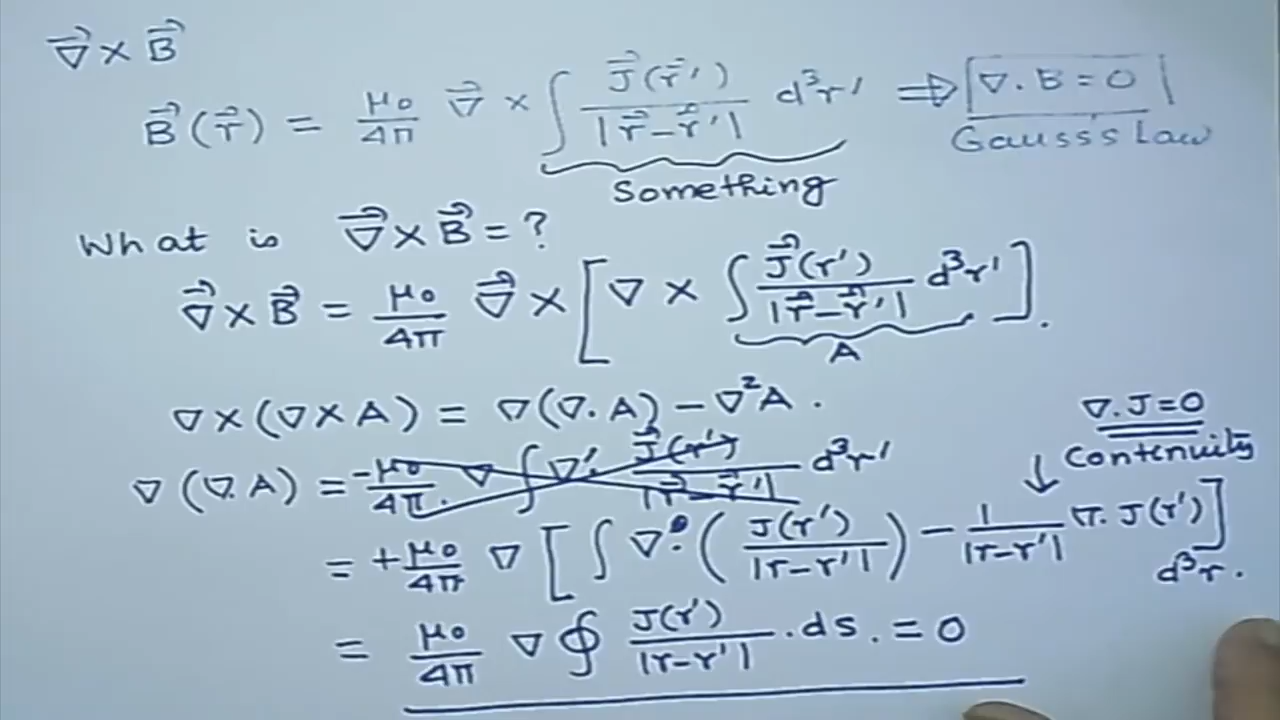 ∇⃗ × B⃗
B⃗(r⃗) = μ₀/4π ∇⃗ × ∫ J⃗(r⃗′)/|r⃗−r⃗′| d³r′ ⇒ ∇.B=0
Something
Gauss's Law
What is ∇⃗×B⃗=?
∇⃗×B⃗ = μ₀/4π ∇⃗ × [∇ × ∫ J⃗(r′)/|r⃗−r⃗′| d³r′].
A
∇×(∇×A) = ∇(∇.A) − ∇²A.
∇.J=0
Contenuity
∇(∇.A) = −μ₀/4π. ∇ ∫ ∇′. J⃗(r′)/|r⃗−r⃗′| d³r′
= +μ₀/4π ∇ [∫ ∇. (J(r′)/|r−r′|) − 1/|r−r′| ∇. J(r′)] d³r.
= μ₀/4π ∇ ∮ J(r′)/|r−r′| .ds. = 0